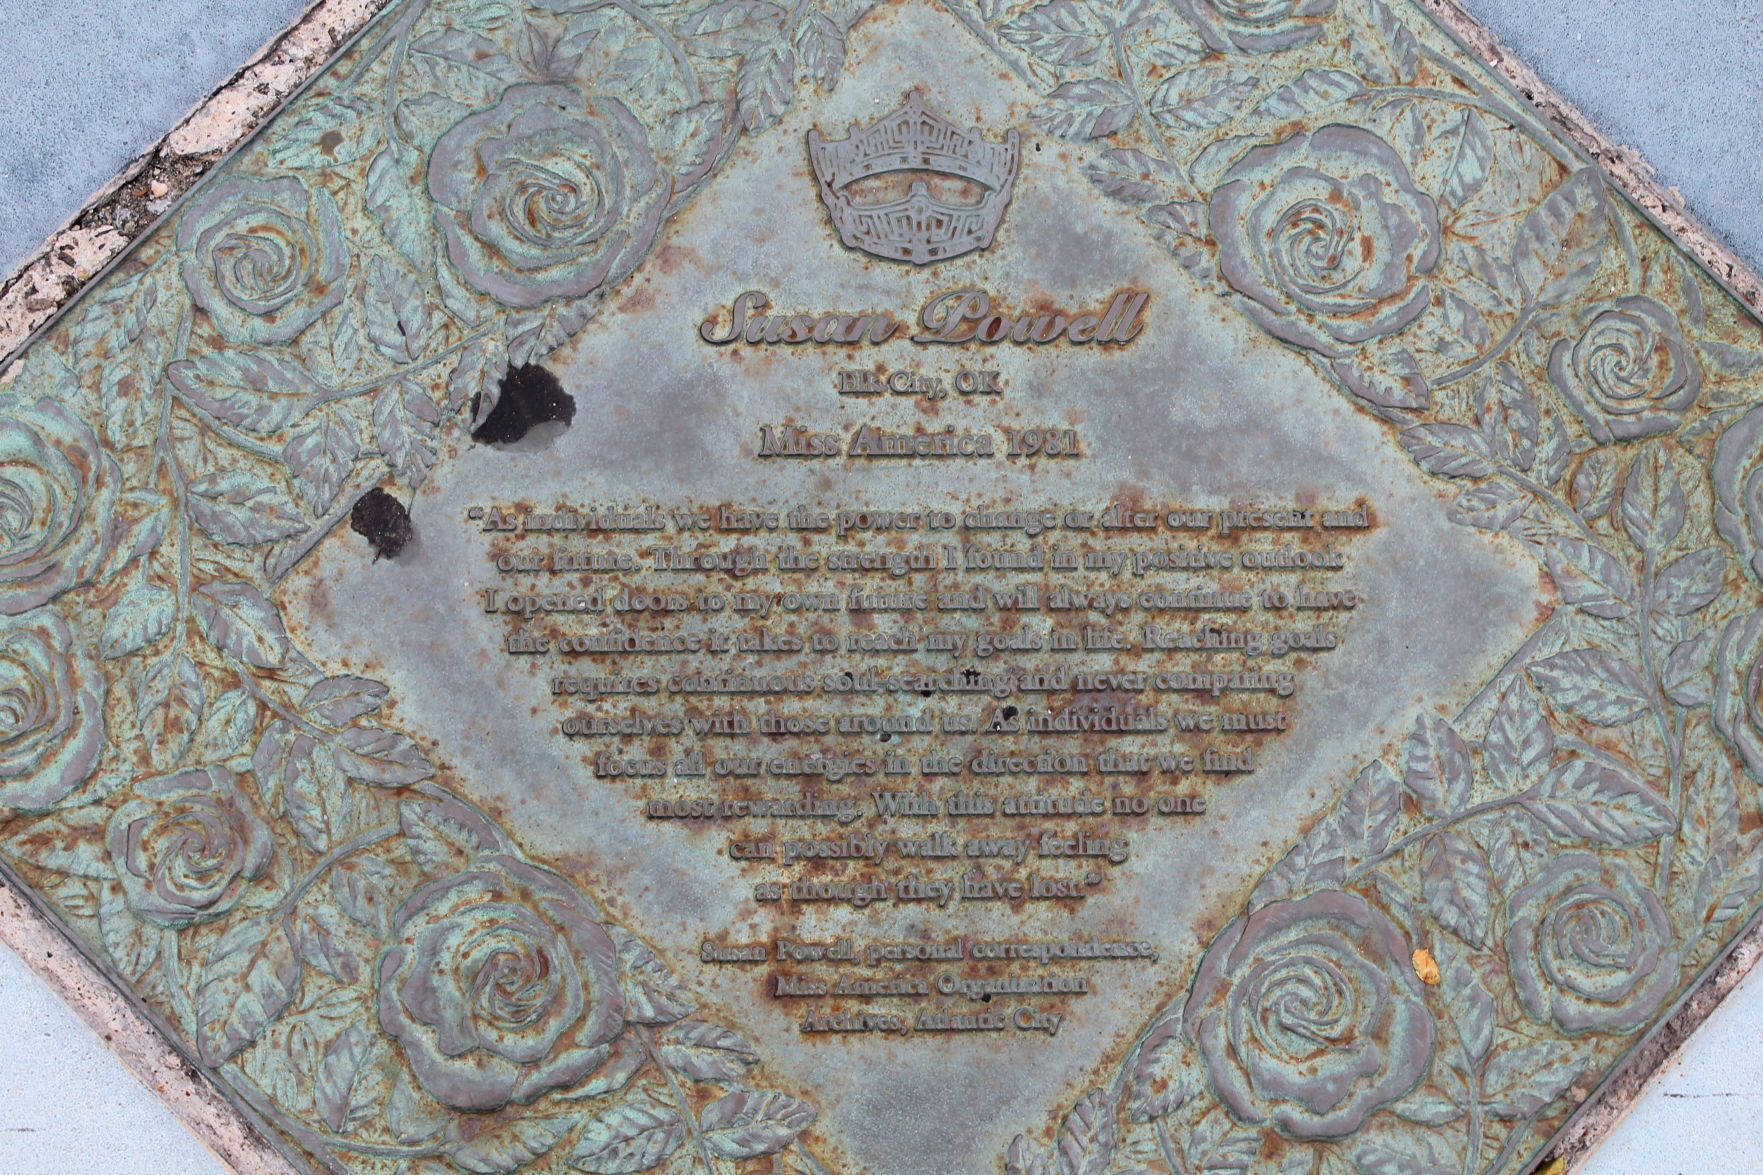 Susan Powell
Elk City, OK
Miss America 1981
“As individuals we have the power to change or alter our present and
our future. Through the strength I found in my positive outlook
I opened doors to my own future and will always continue to have
the confidence it takes to reach my goals in life. Reaching goals
requires continuous soul-searching and never comparing
ourselves with those around us. As individuals we must
focus all our energies in the direction that we find
most rewarding. With this attitude no one
can possibly walk away feeling
as though they have lost.”
Susan Powell, personal correspondence,
Miss America Organization
Archives, Atlantic City